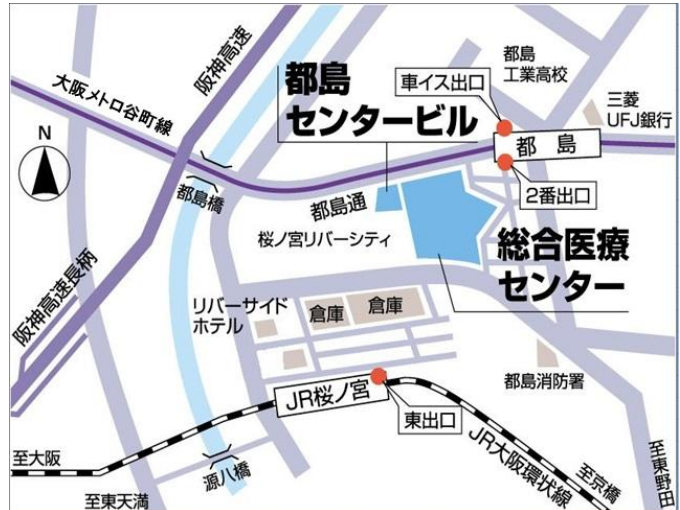 阪神高速
大阪メトロ谷町線
都島
センタービル
都島
工業高校
車イス出口
三菱
UFJ銀行
都 島
2番出口
N
都島橋
都島通
桜ノ宮リバーシティ
総合医療
センター
阪神高速長柄
リバーサイド
ホテル
倉庫
倉庫
都島消防署
JR桜ノ宮
東出口
JR大阪環状線
至大阪
源八橋
至東天満
至京橋
至東野田